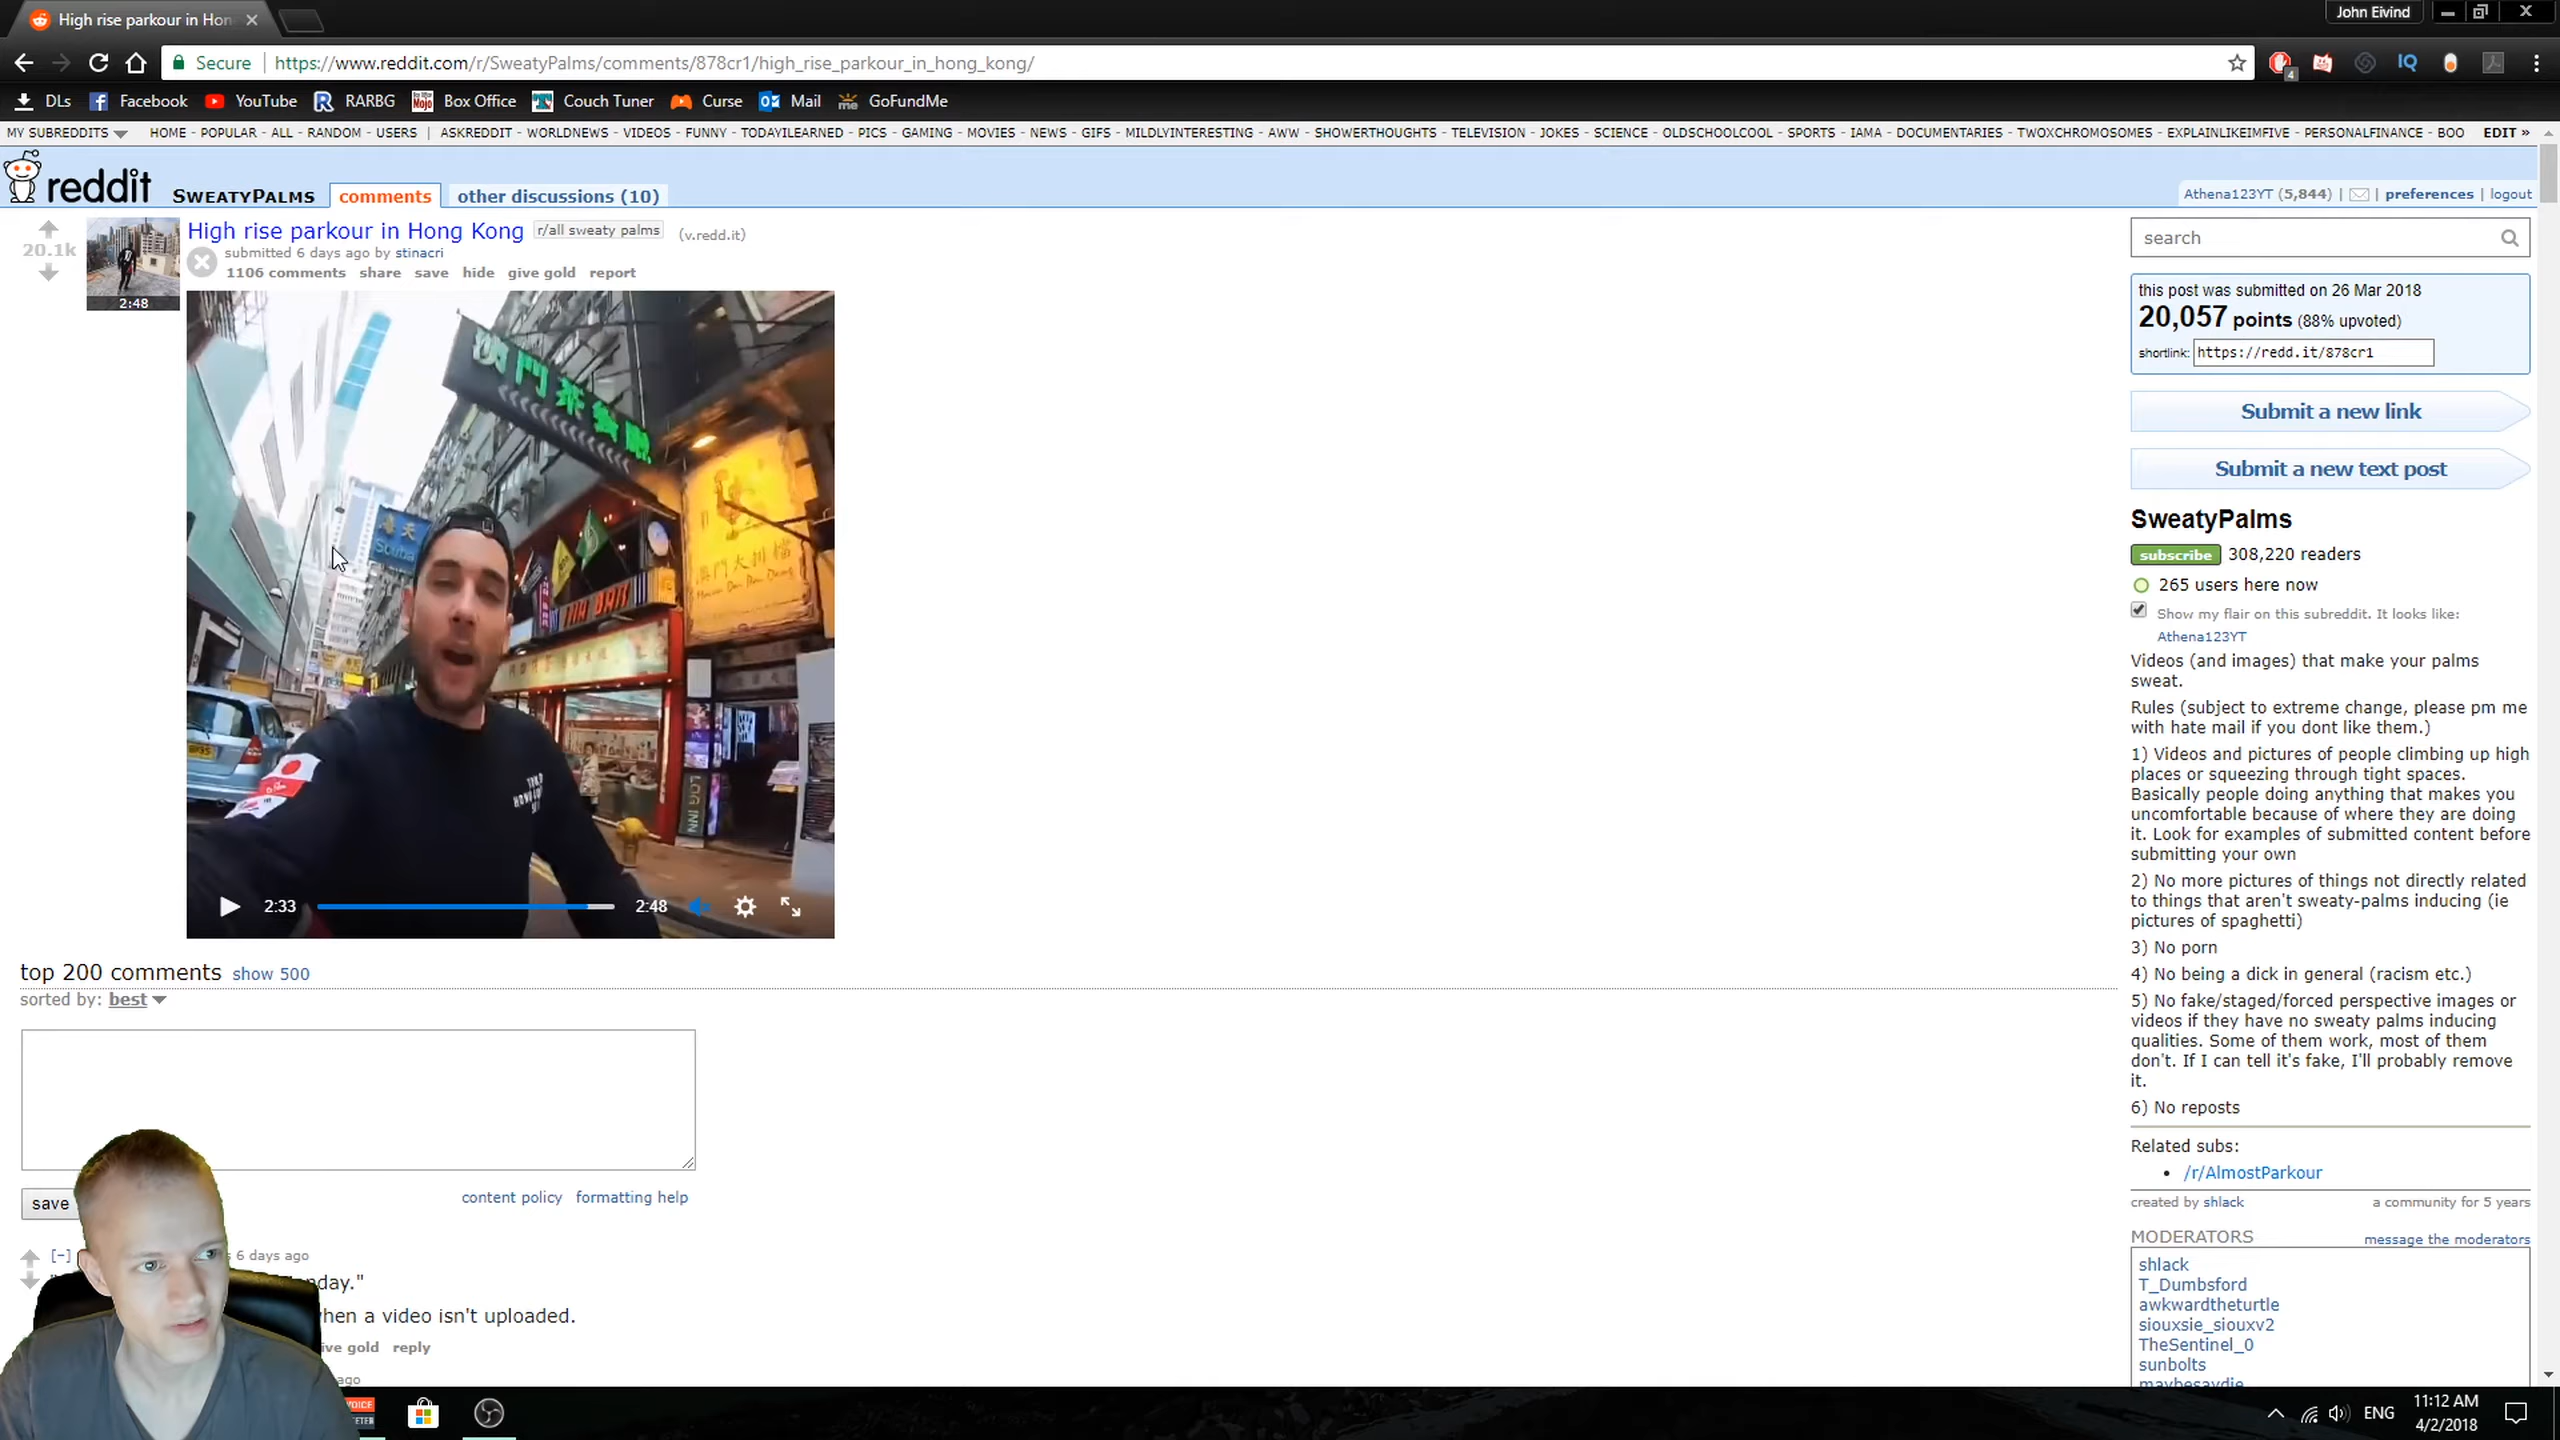 High rise parkour in Hon
John Eivind
Secure
https://www.reddit.com/r/SweatyPalms/comments/878cr1/high_rise_parkour_in_hong_kong/
4
IQ
DLs Facebook YouTube RARBG Box Office Couch Tuner Curse Mail GoFundMe
MY SUBREDDITS HOME - POPULAR - ALL - RANDOM - USERS | ASKREDDIT - WORLDNEWS - VIDEOS - FUNNY - TODAYILEARNED - PICS - GAMING - MOVIES - NEWS - GIFS - MILDLYINTERESTING - AWW - SHOWERTHOUGHTS - TELEVISION - JOKES - SCIENCE - OLDSCHOOLCOOL - SPORTS - IAMA - DOCUMENTARIES - TWOXCHROMOSOMES - EXPLAINLIKEIMFIVE - PERSONALFINANCE - BOO EDIT »
reddit SWEATYPALMS comments other discussions (10)
Athena123YT (5,844) | preferences | logout
20.1k
2:48
High rise parkour in Hong Kong r/all sweaty palms (v.redd.it)
submitted 6 days ago by stinacri
1106 comments share save hide give gold report
Scuba
LOG INN
2:33 2:48
top 200 comments show 500
sorted by: best
save
content policy formatting help
[–]
6 days ago
nday."
hen a video isn't uploaded.
ive gold reply
ago
search
this post was submitted on 26 Mar 2018
20,057 points (88% upvoted)
shortlink: https://redd.it/878cr1
Submit a new link
Submit a new text post
SweatyPalms
subscribe 308,220 readers
265 users here now
Show my flair on this subreddit. It looks like:
Athena123YT
Videos (and images) that make your palms
sweat.
Rules (subject to extreme change, please pm me
with hate mail if you dont like them.)
1) Videos and pictures of people climbing up high
places or squeezing through tight spaces.
Basically people doing anything that makes you
uncomfortable because of where they are doing
it. Look for examples of submitted content before
submitting your own
2) No more pictures of things not directly related
to things that aren't sweaty-palms inducing (ie
pictures of spaghetti)
3) No porn
4) No being a dick in general (racism etc.)
5) No fake/staged/forced perspective images or
videos if they have no sweaty palms inducing
qualities. Some of them work, most of them
don't. If I can tell it's fake, I'll probably remove
it.
6) No reposts
Related subs:
• /r/AlmostParkour
created by shlack a community for 5 years
MODERATORS message the moderators
shlack
T_Dumbsford
awkwardtheturtle
siouxsie_siouxv2
TheSentinel_0
sunbolts
maybesaydie
ENG
11:12 AM
4/2/2018